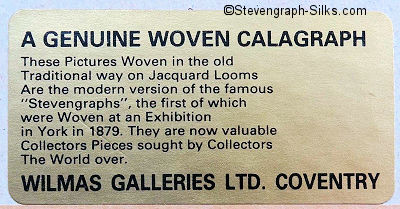 ©Stevengraph-Silks.com
A GENUINE WOVEN CALAGRAPH
These Pictures Woven in the old
Traditional way on Jacquard Looms
Are the modern version of the famous
"Stevengraphs", the first of which
were Woven at an Exhibition
in York in 1879. They are now valuable
Collectors Pieces sought by Collectors
The World over.
WILMAS GALLERIES LTD. COVENTRY